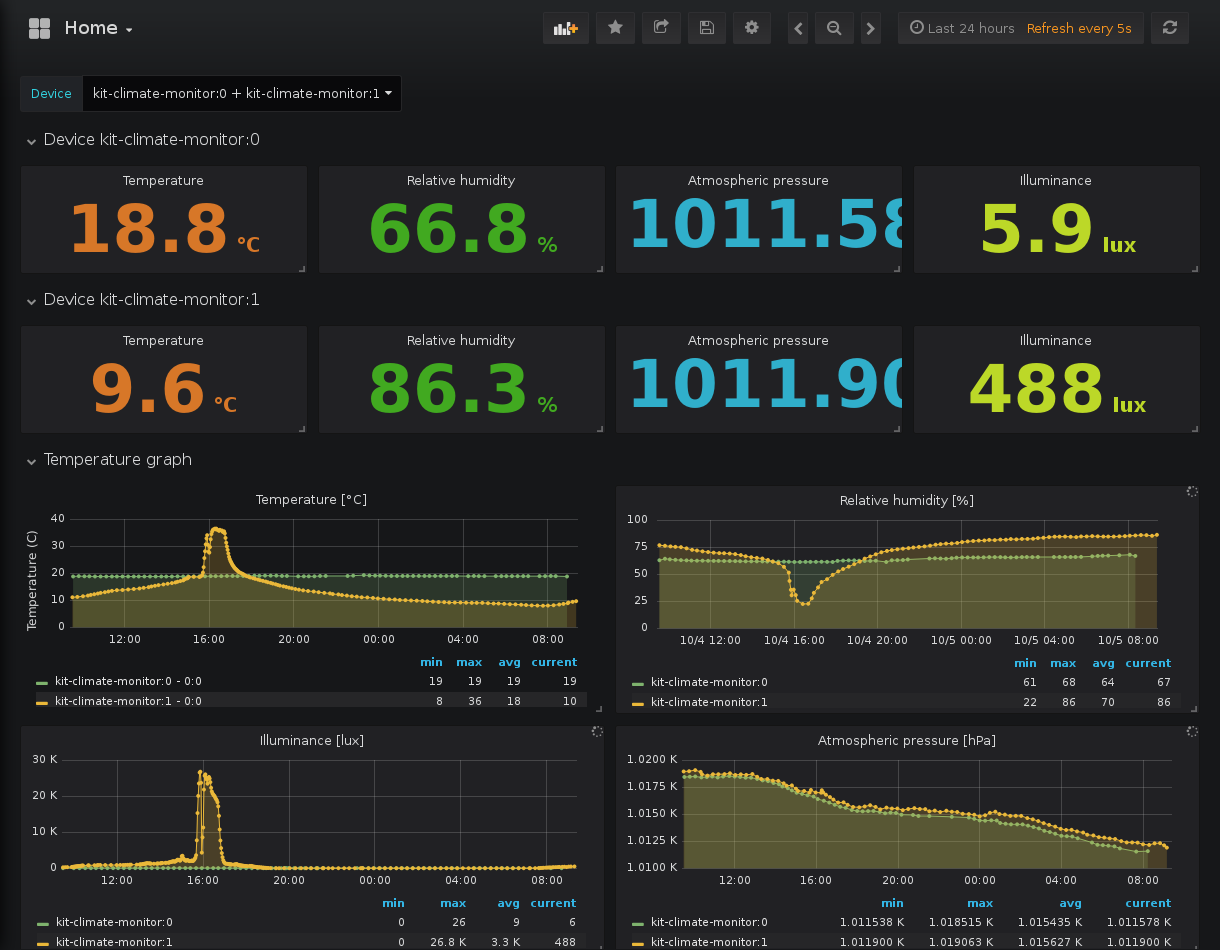 Home
Last 24 hours Refresh every 5s
Device kit-climate-monitor:0 + kit-climate-monitor:1
Device kit-climate-monitor:0
Temperature Relative humidity Atmospheric pressure Illuminance
18.8 °C 66.8 % 1011.58 5.9 lux
Device kit-climate-monitor:1
Temperature Relative humidity Atmospheric pressure Illuminance
9.6 °C 86.3 % 1011.90 488 lux
Temperature graph
Temperature [°C]
Temperature (C)
40
30
20
10
0
12:00 16:00 20:00 00:00 04:00 08:00
min max avg current
kit-climate-monitor:0 - 0:0 19 19 19 19
kit-climate-monitor:1 - 0:0 8 36 18 10
Relative humidity [%]
100
75
50
25
0
10/4 12:00 10/4 16:00 10/4 20:00 10/5 00:00 10/5 04:00 10/5 08:00
min max avg current
kit-climate-monitor:0 61 68 64 67
kit-climate-monitor:1 22 86 70 86
Illuminance [lux]
30 K
20 K
10 K
0
12:00 16:00 20:00 00:00 04:00 08:00
min max avg current
kit-climate-monitor:0 0 26 9 6
kit-climate-monitor:1 0 26.8 K 3.3 K 488
Atmospheric pressure [hPa]
1.0200 K
1.0175 K
1.0150 K
1.0125 K
1.0100 K
12:00 16:00 20:00 00:00 04:00 08:00
min max avg current
kit-climate-monitor:0 1.011538 K 1.018515 K 1.015435 K 1.011578 K
kit-climate-monitor:1 1.011900 K 1.019063 K 1.015627 K 1.011900 K